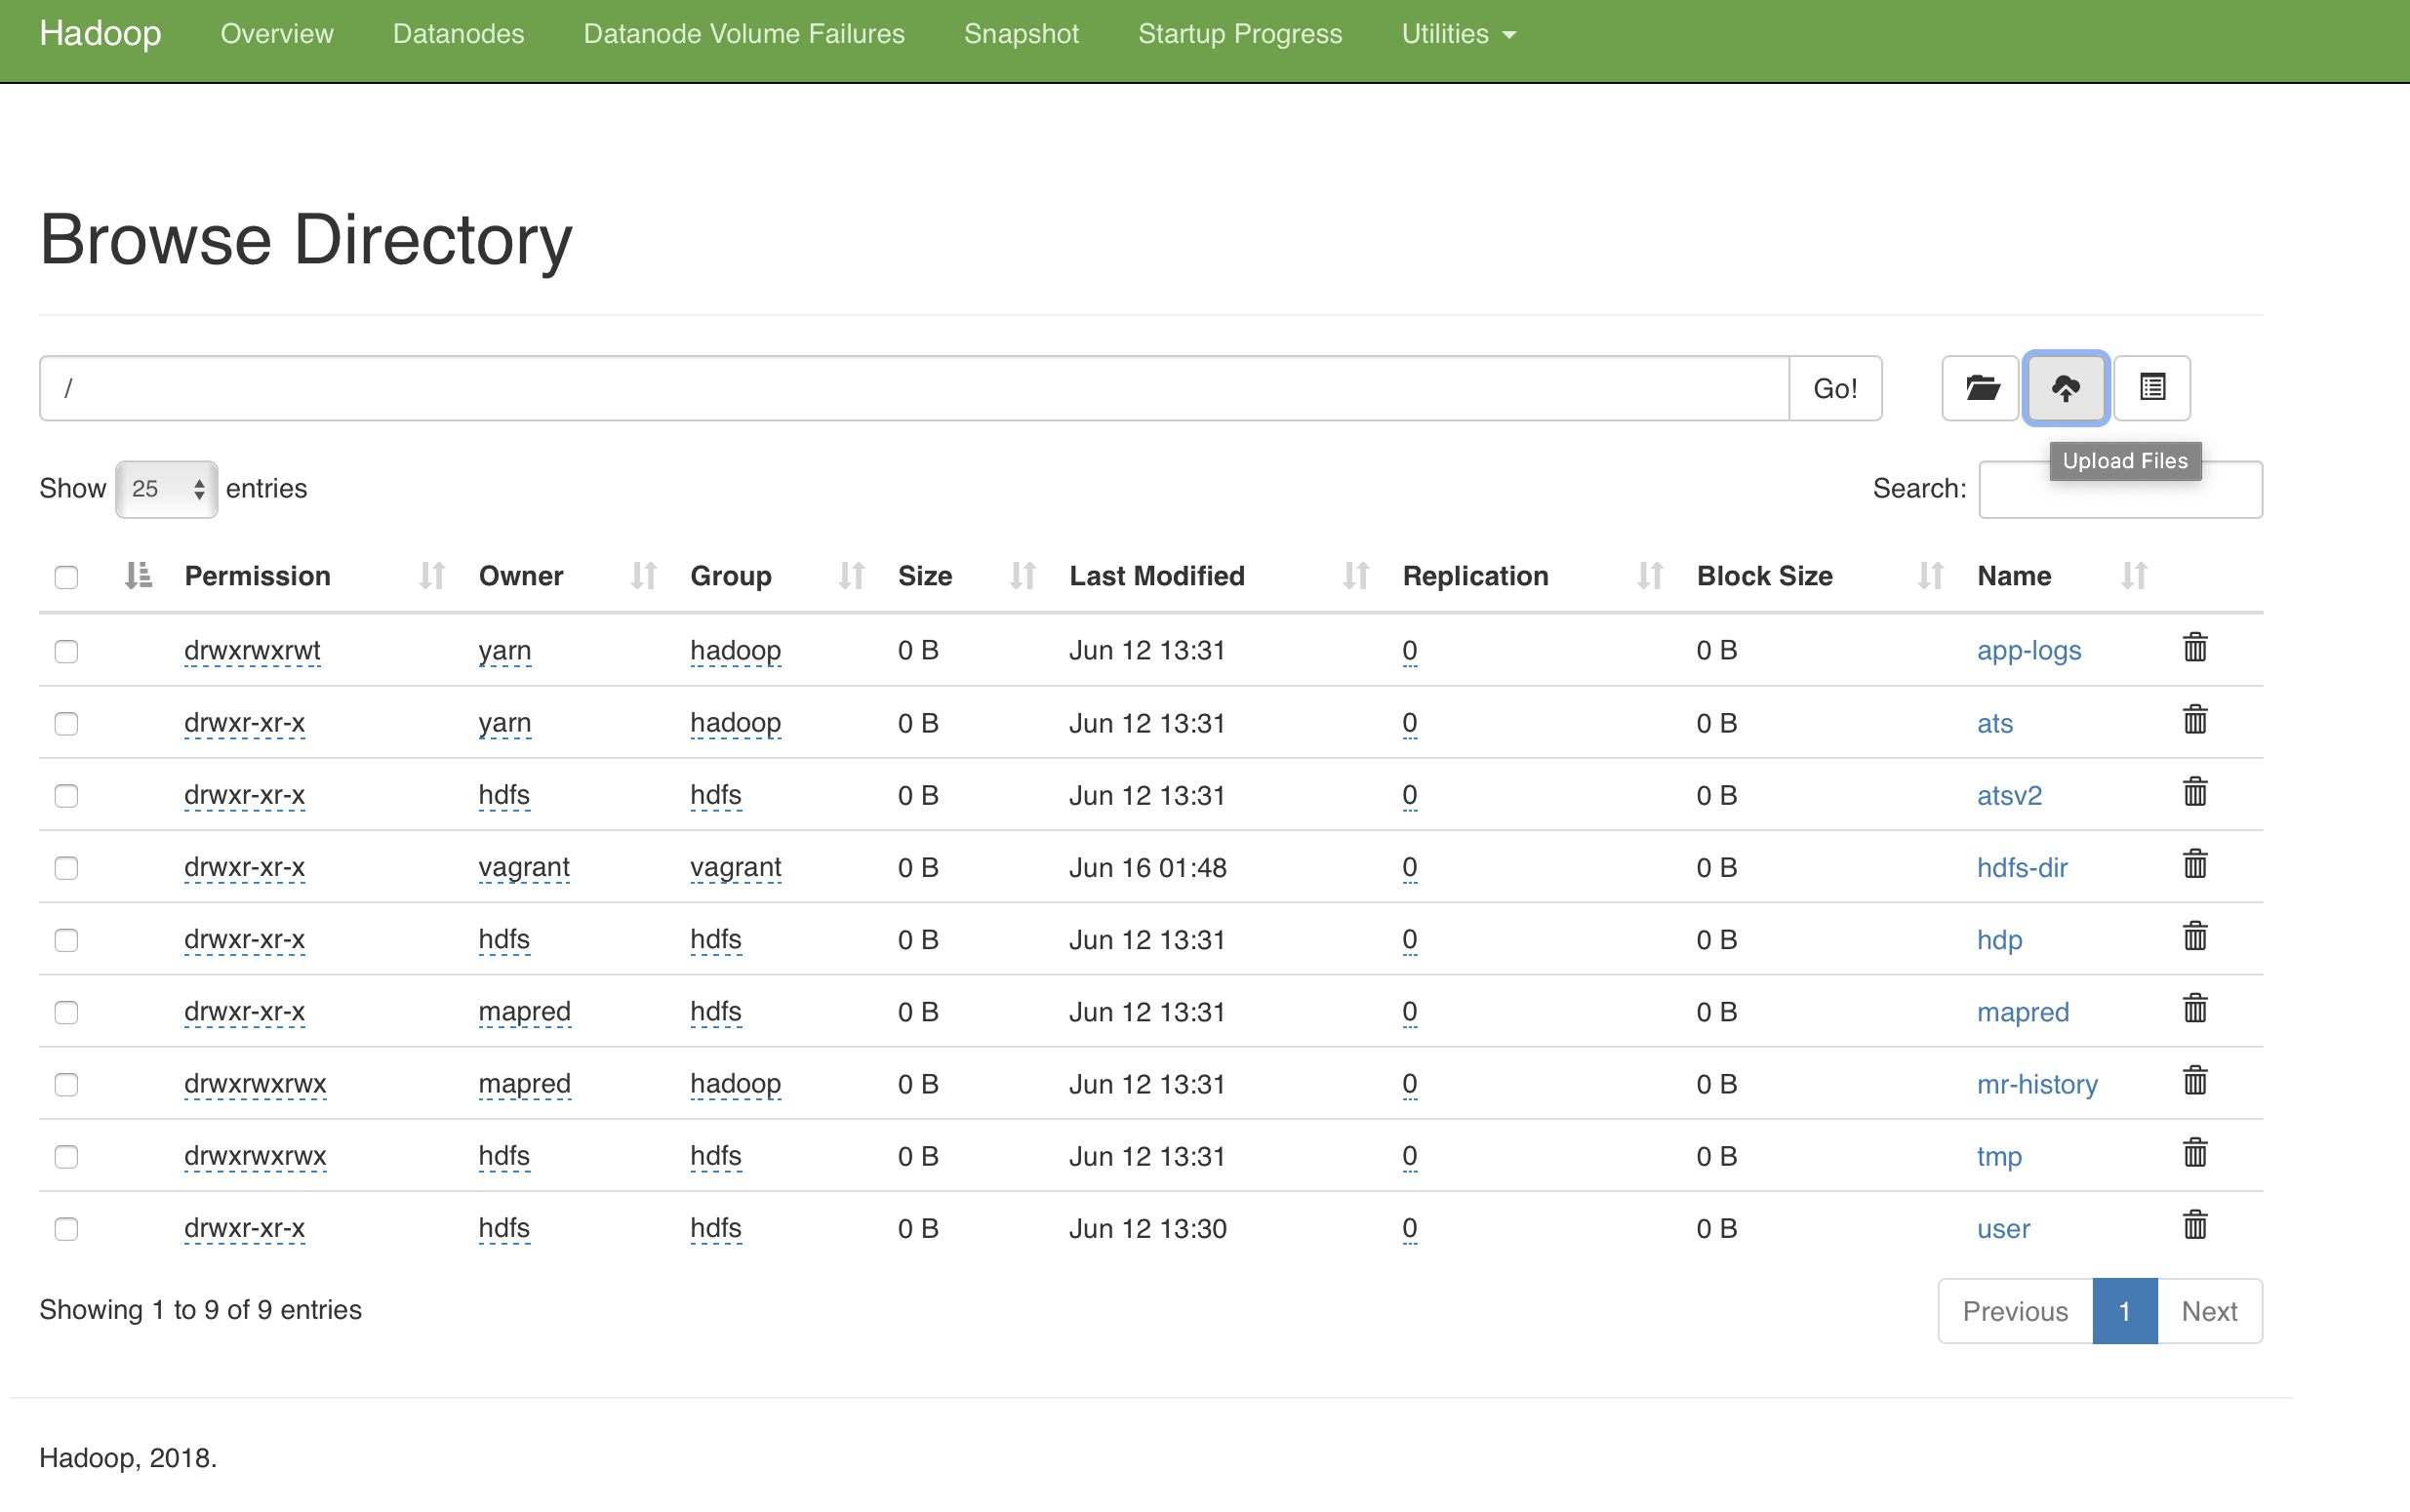 Hadoop Overview Datanodes Datanode Volume Failures Snapshot Startup Progress Utilities
Browse Directory
/ Go!
Upload Files
Show 25 entries Search:
Permission Owner Group Size Last Modified Replication Block Size Name
drwxrwxrwt yarn hadoop 0 B Jun 12 13:31 0 0 B app-logs
drwxr-xr-x yarn hadoop 0 B Jun 12 13:31 0 0 B ats
drwxr-xr-x hdfs hdfs 0 B Jun 12 13:31 0 0 B atsv2
drwxr-xr-x vagrant vagrant 0 B Jun 16 01:48 0 0 B hdfs-dir
drwxr-xr-x hdfs hdfs 0 B Jun 12 13:31 0 0 B hdp
drwxr-xr-x mapred hdfs 0 B Jun 12 13:31 0 0 B mapred
drwxrwxrwx mapred hadoop 0 B Jun 12 13:31 0 0 B mr-history
drwxrwxrwx hdfs hdfs 0 B Jun 12 13:31 0 0 B tmp
drwxr-xr-x hdfs hdfs 0 B Jun 12 13:30 0 0 B user
Showing 1 to 9 of 9 entries Previous 1 Next
Hadoop, 2018.